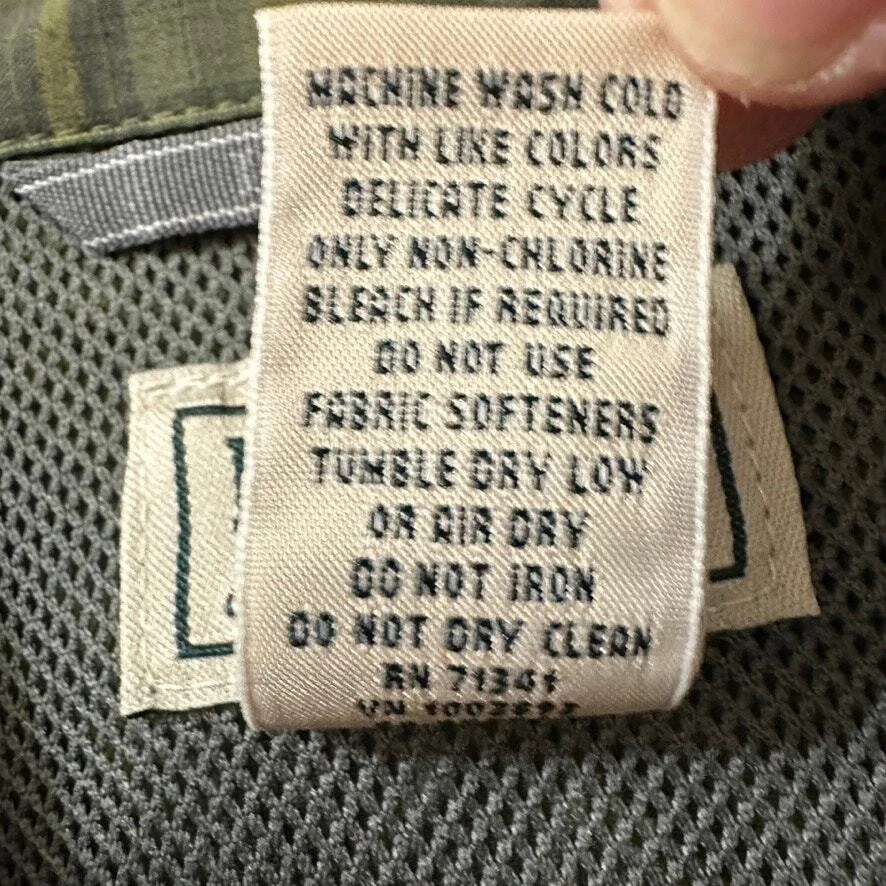 MACHINE WASH COLD
WITH LIKE COLORS
DELICATE CYCLE
ONLY NON-CHLORINE
BLEACH IF REQUIRED
DO NOT USE
FABRIC SOFTENERS
TUMBLE DRY LOW
OR AIR DRY
DO NOT IRON
DO NOT DRY CLEAN
RN 71341
VN